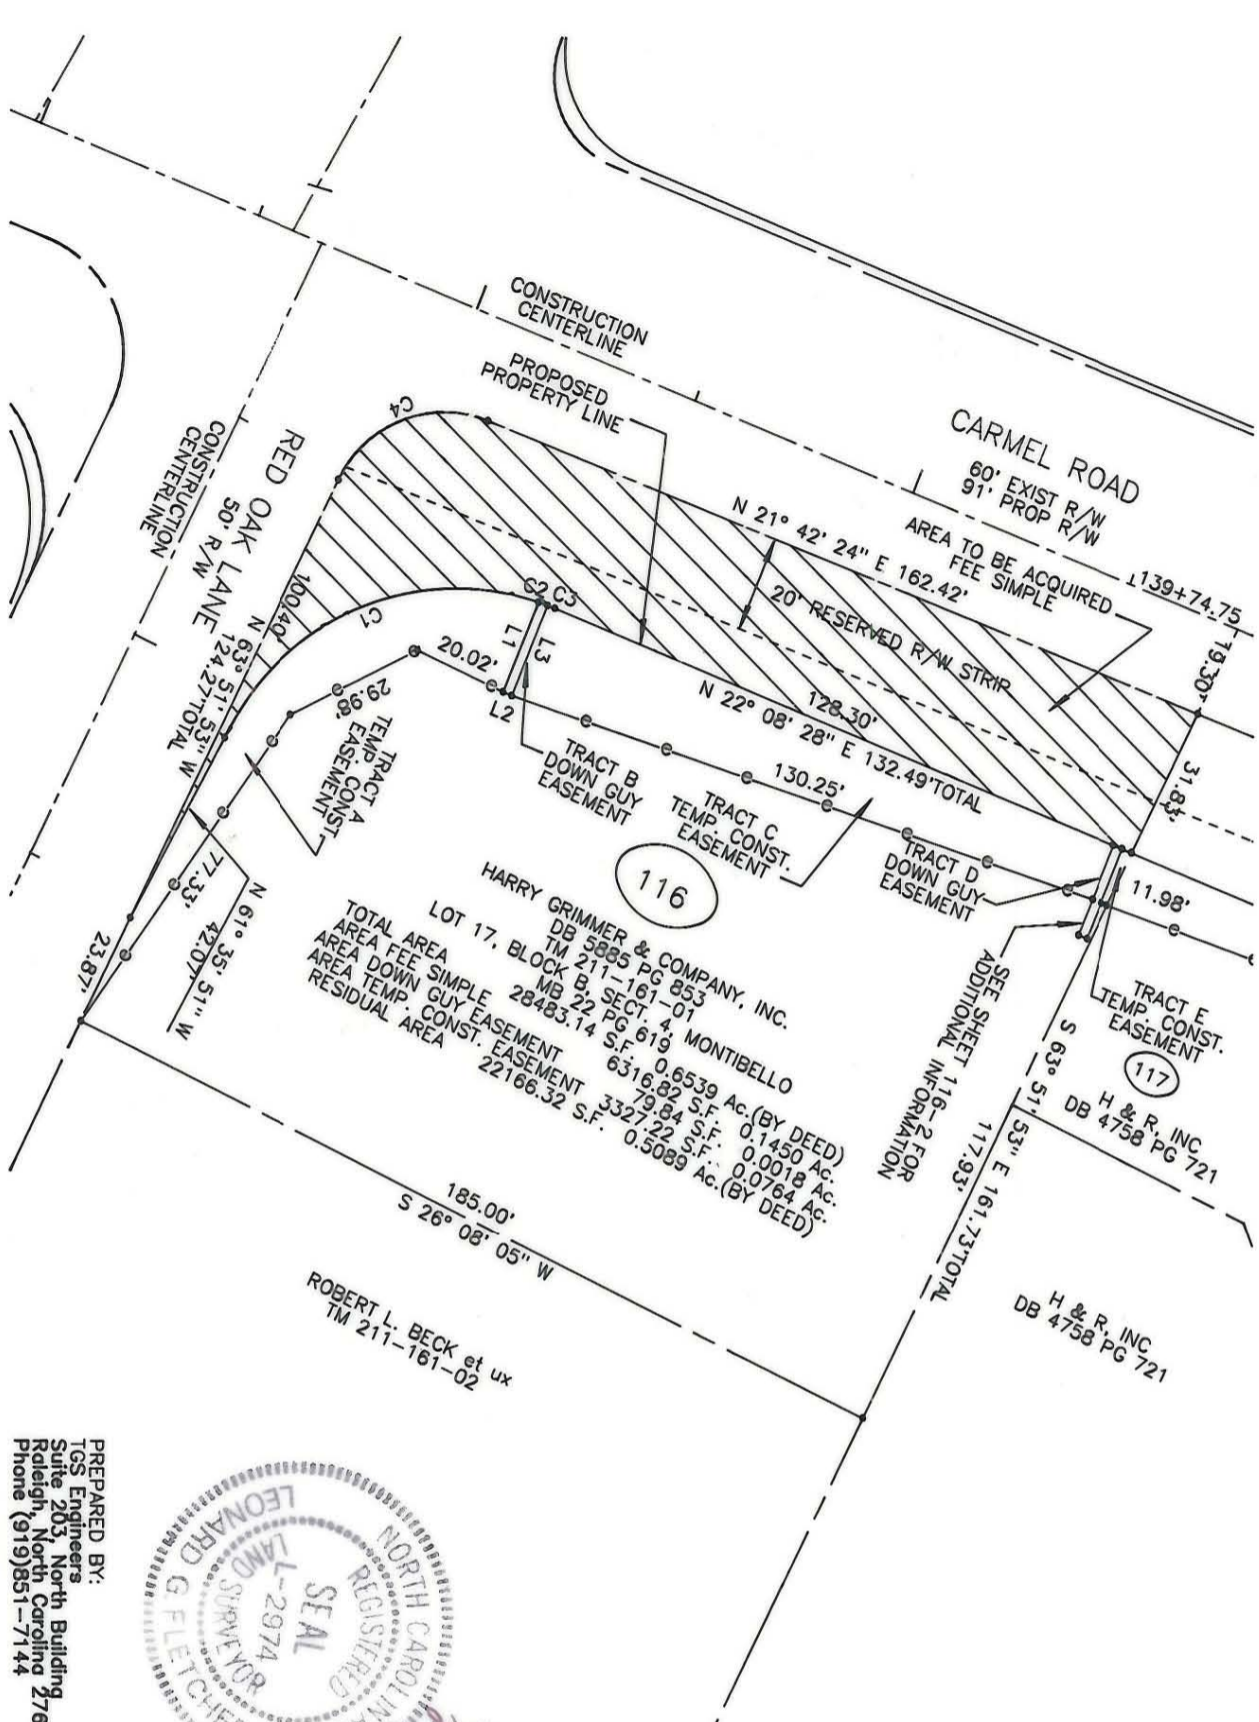 CONSTRUCTION
CENTERLINE
PROPOSED
PROPERTY LINE
CARMEL ROAD
60' EXIST R/W
91' PROP R/W
AREA TO BE ACQUIRED
FEE SIMPLE
139+74.75
79.30'
N 21° 42' 24" E 162.42'
20' RESERVED R/W STRIP
128.30'
N 22° 08' 28" E 132.49' TOTAL
31.83'
C4
C2 C3
C1
L1
L3
L2
RED OAK LANE
50' R/W
CONSTRUCTION
CENTERLINE
100.40'
N 63° 51' 53" W
124.27' TOTAL
20.02'
29.98'
TRACT A
TEMP. CONST.
EASEMENT
TRACT B
DOWN GUY
EASEMENT
130.25'
TRACT C
TEMP. CONST.
EASEMENT
TRACT D
DOWN GUY
EASEMENT
11.98'
TRACT E
TEMP. CONST.
EASEMENT
117
H & R, INC
DB 4758 PG 721
SEE SHEET 116-2 FOR
ADDITIONAL INFORMATION
S 63° 51' 53" E 161.73' TOTAL
117.93'
77.33'
N 61° 35' 51" W
42.07'
23.87'
116
HARRY GRIMMER & COMPANY, INC.
DB 5885 PG 853
TM 211-161-01
LOT 17, BLOCK B, SECT. 4, MONTIBELLO
MB 22 PG 619
TOTAL AREA 28483.14 S.F. 0.6539 Ac.(BY DEED)
AREA FEE SIMPLE 6316.82 S.F. 0.1450 Ac.
AREA DOWN GUY EASEMENT 79.84 S.F. 0.0018 Ac.
AREA TEMP. CONST. EASEMENT 3327.22 S.F. 0.0764 Ac.
RESIDUAL AREA 22166.32 S.F. 0.5089 Ac.(BY DEED)
185.00'
S 26° 08' 05" W
H & R, INC
DB 4758 PG 721
ROBERT L. BECK et ux
TM 211-161-02
PREPARED BY:
TGS Engineers
Suite 203, North Building
Raleigh, North Carolina 276
Phone (919)851-7144
NORTH CAROLINA
REGISTERED
SEAL
L-2974
LAND SURVEYOR
LEONARD G. FLETCHE